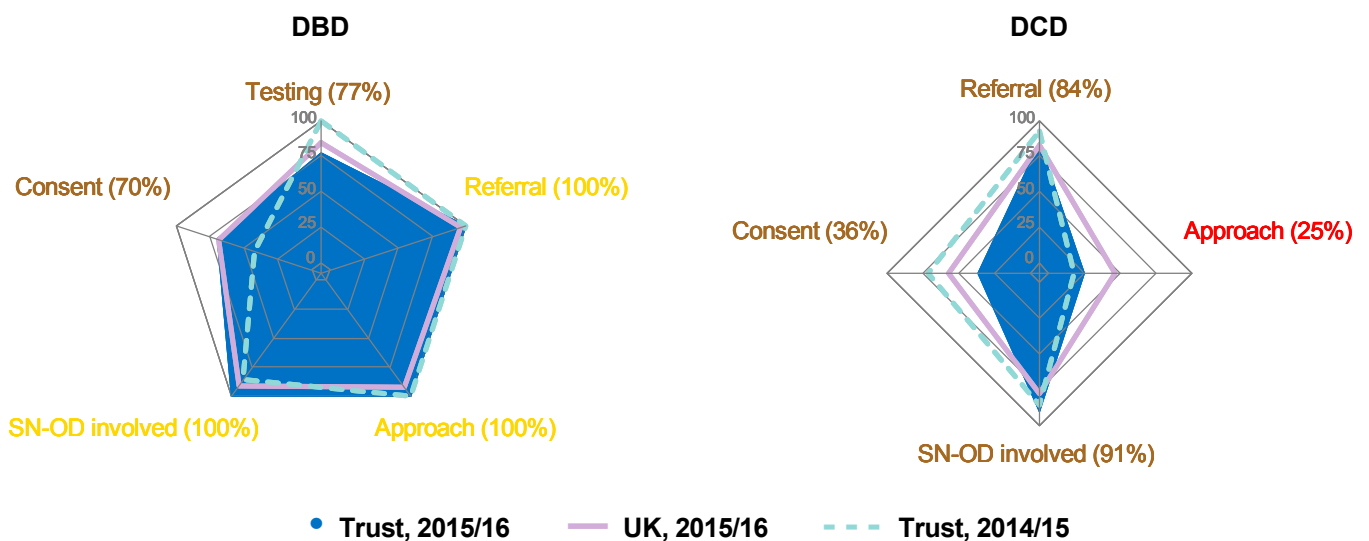 DBD
Testing (77%)
100
75
50
25
0
Consent (70%)
Referral (100%)
SN-OD involved (100%)
Approach (100%)
DCD
Referral (84%)
100
75
50
25
0
Consent (36%)
Approach (25%)
SN-OD involved (91%)
Trust, 2015/16
UK, 2015/16
Trust, 2014/15